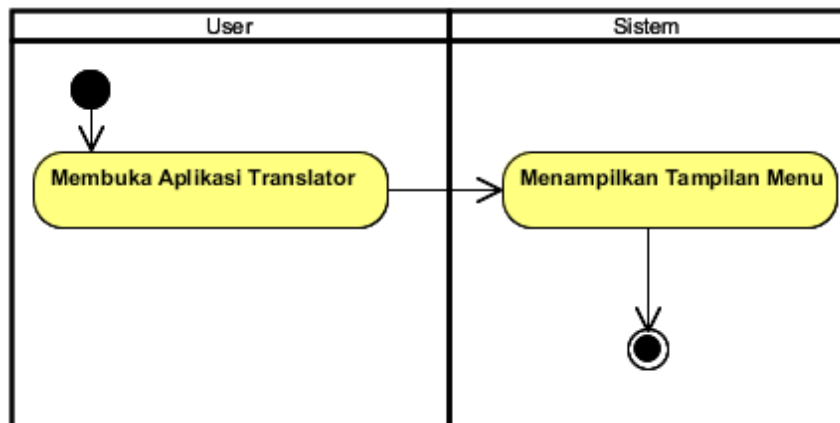 User
Sistem
Membuka Aplikasi Translator
Menampilkan Tampilan Menu